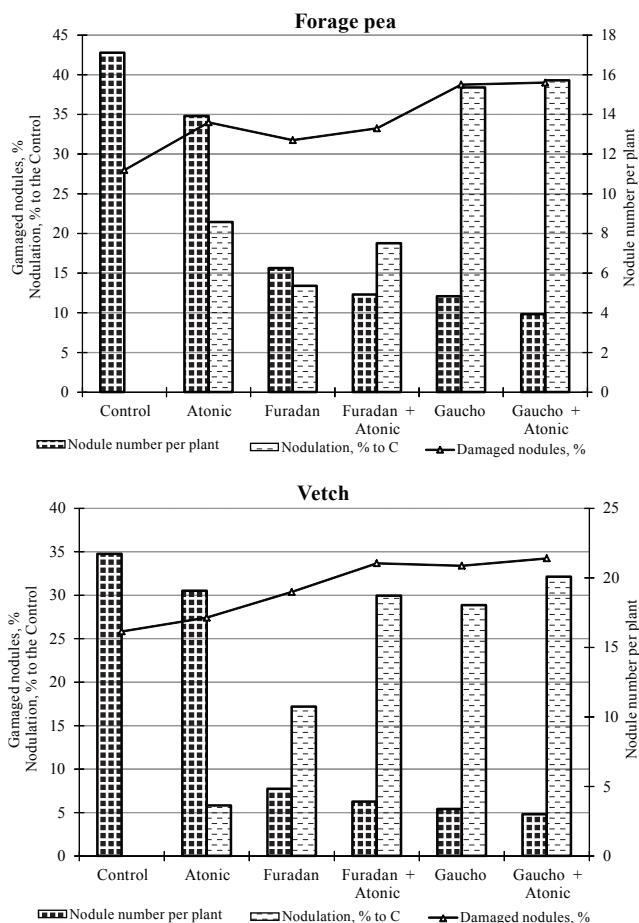 Forage pea
Gamaged nodules, %
Nodulation, % to the Control
45
40
35
30
25
20
15
10
5
0
18
16
14
12
10
8
6
4
2
0
Nodule number per plant
Control Atonic Furadan Furadan + Atonic Gaucho Gaucho + Atonic
Nodule number per plant Nodulation, % to C Damaged nodules, %
Vetch
Gamaged nodules, %
Nodulation, % to the Control
40
35
30
25
20
15
10
5
0
25
20
15
10
5
0
Nodule number per plant
Control Atonic Furadan Furadan + Atonic Gaucho Gaucho + Atonic
Nodule number per plant Nodulation, % to C Damaged nodules, %